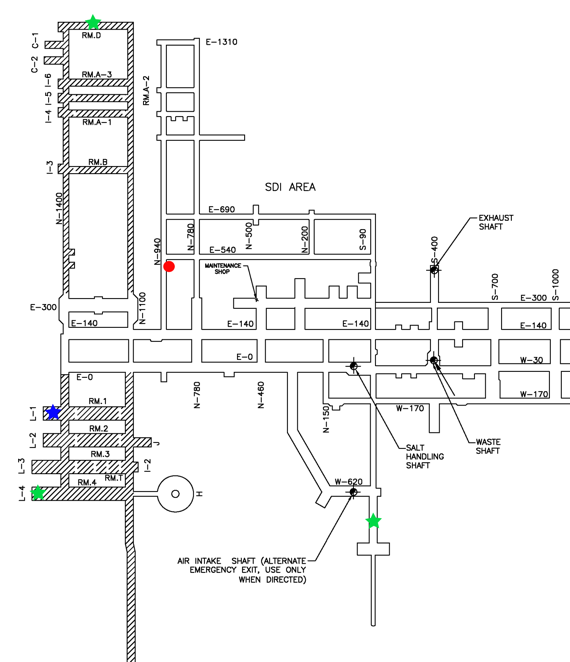 RM.D
C-1
C-2
E-1310
RM.A-3
I-6
I-5
I-4
RM.A-2
RM.A-1
RM.B
I-3
SDI AREA
N-1400
E-690
N-940
N-780
N-500
N-200
S-90
EXHAUST
SHAFT
E-540
MAINTENANCE
SHOP
S-400
S-700
S-1000
E-300
N-1100
E-300
E-140
E-140
E-140
E-140
E-0
W-30
E-0
N-780
N-460
N-150
W-170
W-170
RM.1
L-1
RM.2
L-2
J
RM.3
L-3
RM.T
I-2
RM.4
L-4
H
SALT
HANDLING
SHAFT
WASTE
SHAFT
W-620
AIR INTAKE SHAFT (ALTERNATE
EMERGENCY EXIT, USE ONLY
WHEN DIRECTED)